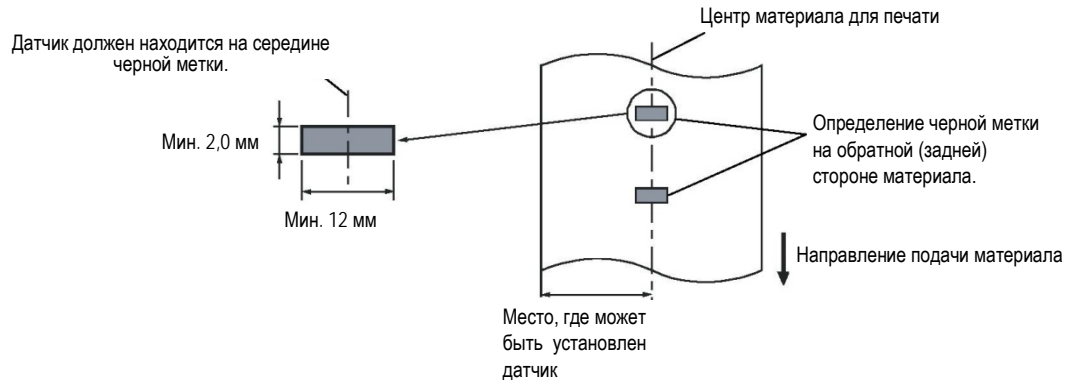 Центр материала для печати
Датчик должен находится на середине
черной метки.
Мин. 2,0 мм
Определение черной метки
на обратной (задней)
стороне материала.
Мин. 12 мм
Направление подачи материала
Место, где может
быть установлен
датчик